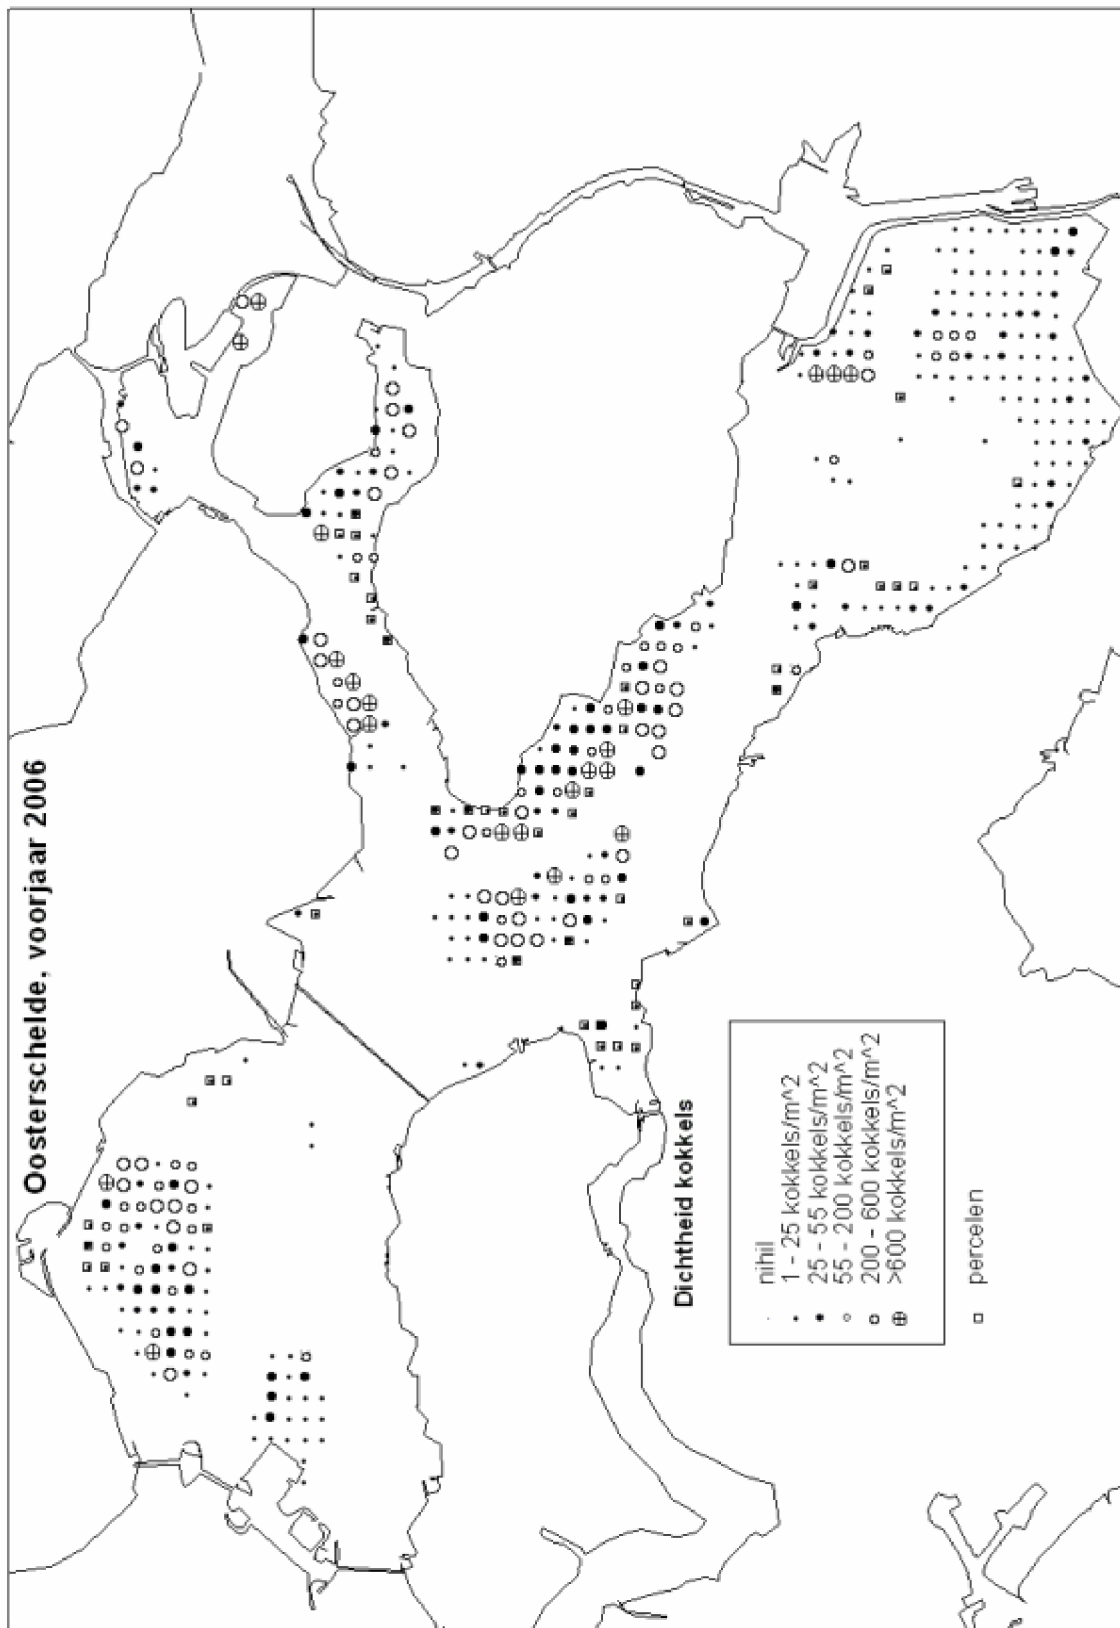 Oosterschelde, voorjaar 2006
Dichtheid kokkels
nihil
1 - 25 kokkels/m^2
25 - 55 kokkels/m^2
55 - 200 kokkels/m^2
200 - 600 kokkels/m^2
>600 kokkels/m^2
percelen